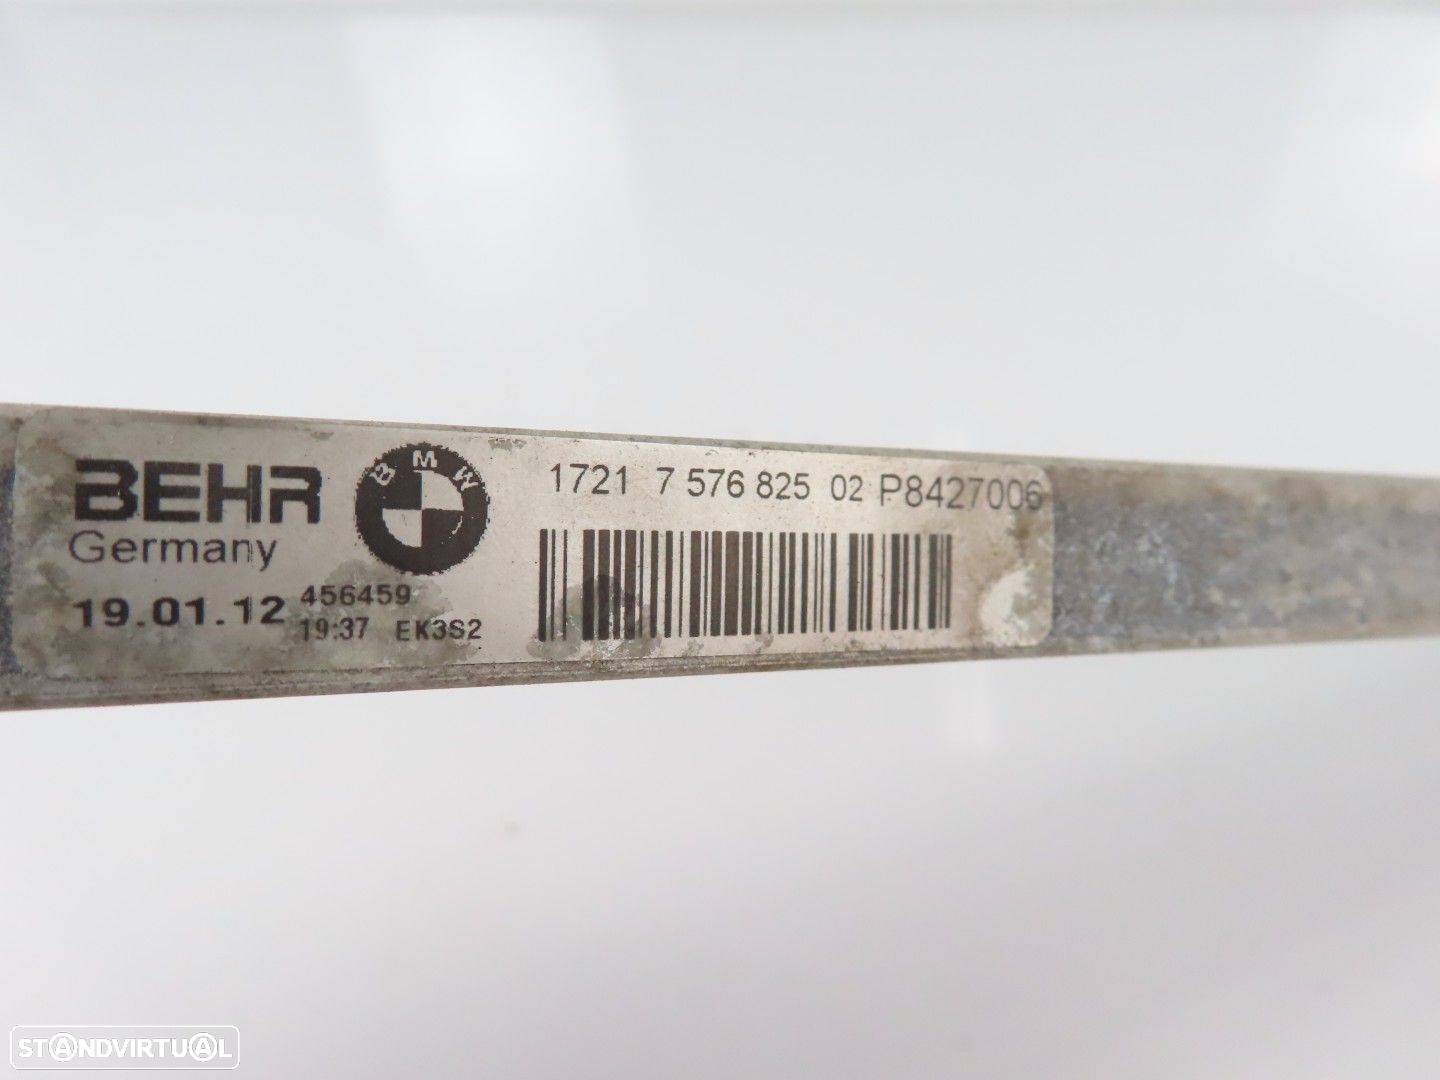 BEHR
Germany
BMW
1721 7 576 825 02 P8427006
19.01.12 456459
19:37 EK3S2
STANDVIRTUAL